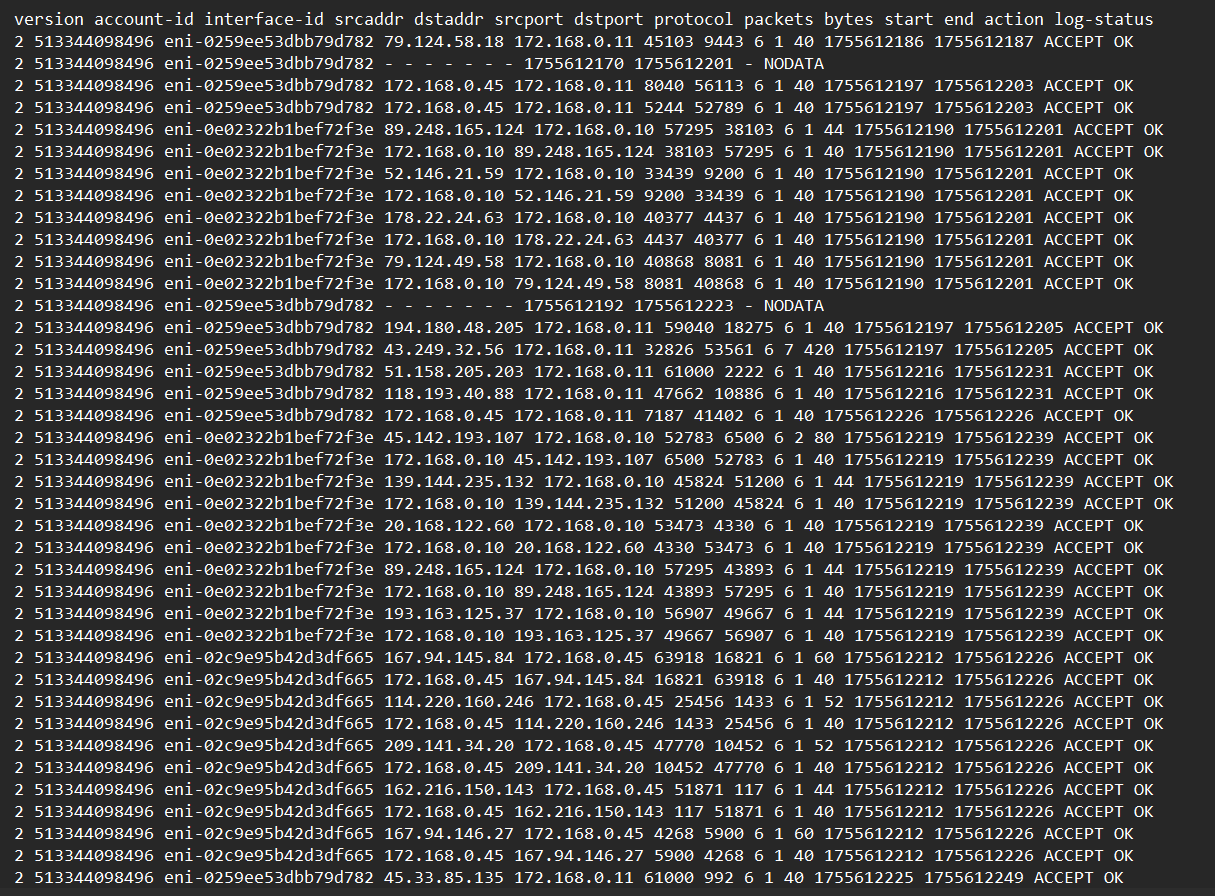 version account-id interface-id srcaddr dstaddr srcport dstport protocol packets bytes start end action log-status
2 513344098496 eni-0259ee53dbb79d782 79.124.58.18 172.168.0.11 45103 9443 6 1 40 1755612186 1755612187 ACCEPT OK
2 513344098496 eni-0259ee53dbb79d782 - - - - - - - 1755612170 1755612201 - NODATA
2 513344098496 eni-0259ee53dbb79d782 172.168.0.45 172.168.0.11 8040 56113 6 1 40 1755612197 1755612203 ACCEPT OK
2 513344098496 eni-0259ee53dbb79d782 172.168.0.45 172.168.0.11 5244 52789 6 1 40 1755612197 1755612203 ACCEPT OK
2 513344098496 eni-0e02322b1bef72f3e 89.248.165.124 172.168.0.10 57295 38103 6 1 44 1755612190 1755612201 ACCEPT OK
2 513344098496 eni-0e02322b1bef72f3e 172.168.0.10 89.248.165.124 38103 57295 6 1 40 1755612190 1755612201 ACCEPT OK
2 513344098496 eni-0e02322b1bef72f3e 52.146.21.59 172.168.0.10 33439 9200 6 1 40 1755612190 1755612201 ACCEPT OK
2 513344098496 eni-0e02322b1bef72f3e 172.168.0.10 52.146.21.59 9200 33439 6 1 40 1755612190 1755612201 ACCEPT OK
2 513344098496 eni-0e02322b1bef72f3e 178.22.24.63 172.168.0.10 40377 4437 6 1 40 1755612190 1755612201 ACCEPT OK
2 513344098496 eni-0e02322b1bef72f3e 172.168.0.10 178.22.24.63 4437 40377 6 1 40 1755612190 1755612201 ACCEPT OK
2 513344098496 eni-0e02322b1bef72f3e 79.124.49.58 172.168.0.10 40868 8081 6 1 40 1755612190 1755612201 ACCEPT OK
2 513344098496 eni-0e02322b1bef72f3e 172.168.0.10 79.124.49.58 8081 40868 6 1 40 1755612190 1755612201 ACCEPT OK
2 513344098496 eni-0259ee53dbb79d782 - - - - - - - 1755612192 1755612223 - NODATA
2 513344098496 eni-0259ee53dbb79d782 194.180.48.205 172.168.0.11 59040 18275 6 1 40 1755612197 1755612205 ACCEPT OK
2 513344098496 eni-0259ee53dbb79d782 43.249.32.56 172.168.0.11 32826 53561 6 7 420 1755612197 1755612205 ACCEPT OK
2 513344098496 eni-0259ee53dbb79d782 51.158.205.203 172.168.0.11 61000 2222 6 1 40 1755612216 1755612231 ACCEPT OK
2 513344098496 eni-0259ee53dbb79d782 118.193.40.88 172.168.0.11 47662 10886 6 1 40 1755612216 1755612231 ACCEPT OK
2 513344098496 eni-0259ee53dbb79d782 172.168.0.45 172.168.0.11 7187 41402 6 1 40 1755612226 1755612226 ACCEPT OK
2 513344098496 eni-0e02322b1bef72f3e 45.142.193.107 172.168.0.10 52783 6500 6 2 80 1755612219 1755612239 ACCEPT OK
2 513344098496 eni-0e02322b1bef72f3e 172.168.0.10 45.142.193.107 6500 52783 6 1 40 1755612219 1755612239 ACCEPT OK
2 513344098496 eni-0e02322b1bef72f3e 139.144.235.132 172.168.0.10 45824 51200 6 1 44 1755612219 1755612239 ACCEPT OK
2 513344098496 eni-0e02322b1bef72f3e 172.168.0.10 139.144.235.132 51200 45824 6 1 40 1755612219 1755612239 ACCEPT OK
2 513344098496 eni-0e02322b1bef72f3e 20.168.122.60 172.168.0.10 53473 4330 6 1 40 1755612219 1755612239 ACCEPT OK
2 513344098496 eni-0e02322b1bef72f3e 172.168.0.10 20.168.122.60 4330 53473 6 1 40 1755612219 1755612239 ACCEPT OK
2 513344098496 eni-0e02322b1bef72f3e 89.248.165.124 172.168.0.10 57295 43893 6 1 44 1755612219 1755612239 ACCEPT OK
2 513344098496 eni-0e02322b1bef72f3e 172.168.0.10 89.248.165.124 43893 57295 6 1 40 1755612219 1755612239 ACCEPT OK
2 513344098496 eni-0e02322b1bef72f3e 193.163.125.37 172.168.0.10 56907 49667 6 1 44 1755612219 1755612239 ACCEPT OK
2 513344098496 eni-0e02322b1bef72f3e 172.168.0.10 193.163.125.37 49667 56907 6 1 40 1755612219 1755612239 ACCEPT OK
2 513344098496 eni-02c9e95b42d3df665 167.94.145.84 172.168.0.45 63918 16821 6 1 60 1755612212 1755612226 ACCEPT OK
2 513344098496 eni-02c9e95b42d3df665 172.168.0.45 167.94.145.84 16821 63918 6 1 40 1755612212 1755612226 ACCEPT OK
2 513344098496 eni-02c9e95b42d3df665 114.220.160.246 172.168.0.45 25456 1433 6 1 52 1755612212 1755612226 ACCEPT OK
2 513344098496 eni-02c9e95b42d3df665 172.168.0.45 114.220.160.246 1433 25456 6 1 40 1755612212 1755612226 ACCEPT OK
2 513344098496 eni-02c9e95b42d3df665 209.141.34.20 172.168.0.45 47770 10452 6 1 52 1755612212 1755612226 ACCEPT OK
2 513344098496 eni-02c9e95b42d3df665 172.168.0.45 209.141.34.20 10452 47770 6 1 40 1755612212 1755612226 ACCEPT OK
2 513344098496 eni-02c9e95b42d3df665 162.216.150.143 172.168.0.45 51871 117 6 1 44 1755612212 1755612226 ACCEPT OK
2 513344098496 eni-02c9e95b42d3df665 172.168.0.45 162.216.150.143 117 51871 6 1 40 1755612212 1755612226 ACCEPT OK
2 513344098496 eni-02c9e95b42d3df665 167.94.146.27 172.168.0.45 4268 5900 6 1 60 1755612212 1755612226 ACCEPT OK
2 513344098496 eni-02c9e95b42d3df665 172.168.0.45 167.94.146.27 5900 4268 6 1 40 1755612212 1755612226 ACCEPT OK
2 513344098496 eni-0259ee53dbb79d782 45.33.85.135 172.168.0.11 61000 992 6 1 40 1755612225 1755612249 ACCEPT OK